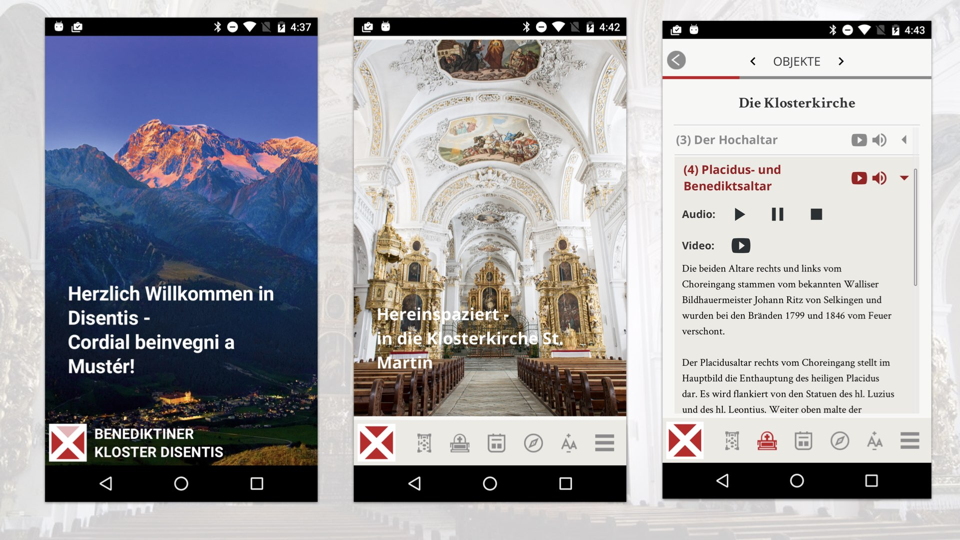 4:37
Herzlich Willkommen in
Disentis -
Cordial beinvegni a
Mustér!
BENEDIKTINER
KLOSTER DISENTIS
4:42
Hereinspaziert -
in die Klosterkirche St.
Martin
4:43
OBJEKTE
Die Klosterkirche
(3) Der Hochaltar
(4) Placidus- und
Benediktsaltar
Audio:
Video:
Die beiden Altare rechts und links vom
Choreingang stammen vom bekannten Walliser
Bildhauermeister Johann Ritz von Selkingen und
wurden bei den Bränden 1799 und 1846 vom Feuer
verschont.
Der Placidusaltar rechts vom Choreingang stellt im
Hauptbild die Enthauptung des heiligen Placidus
dar. Es wird flankiert von den Statuen des hl. Luzius
und des hl. Leontius. Weiter oben malte der